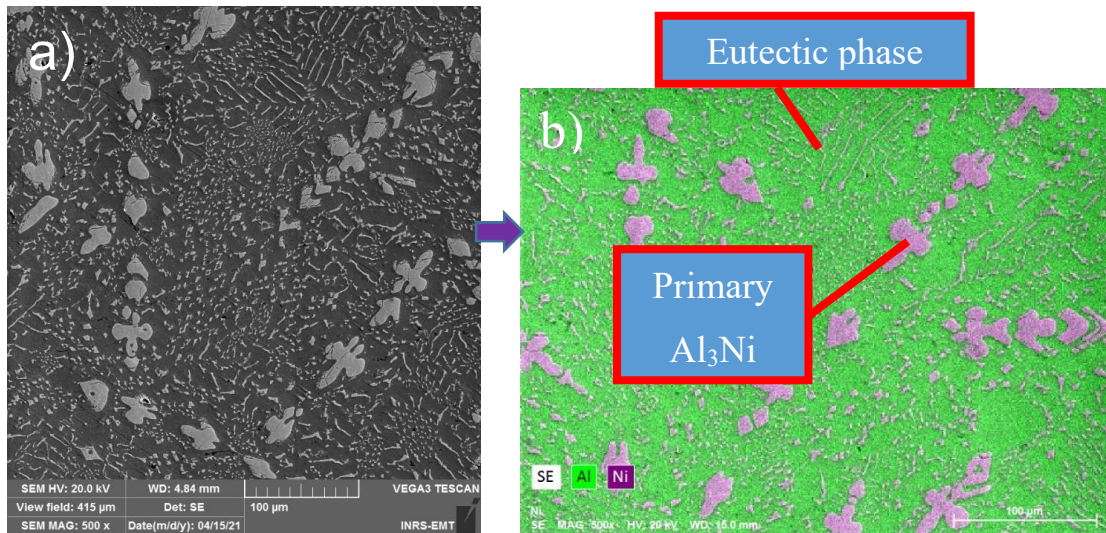 a)
SEM HV: 20.0 kV
WD: 4.84 mm
VEGA3 TESCAN
View field: 415 µm
Det: SE
100 µm
SEM MAG: 500 x
Date(m/d/y): 04/15/21
INRS-EMT
Eutectic phase
b)
Primary
Al₃Ni
SE Al Ni
Ni
SE MAG: 500x HV: 20 kV WD: 15.0 mm
100 µm